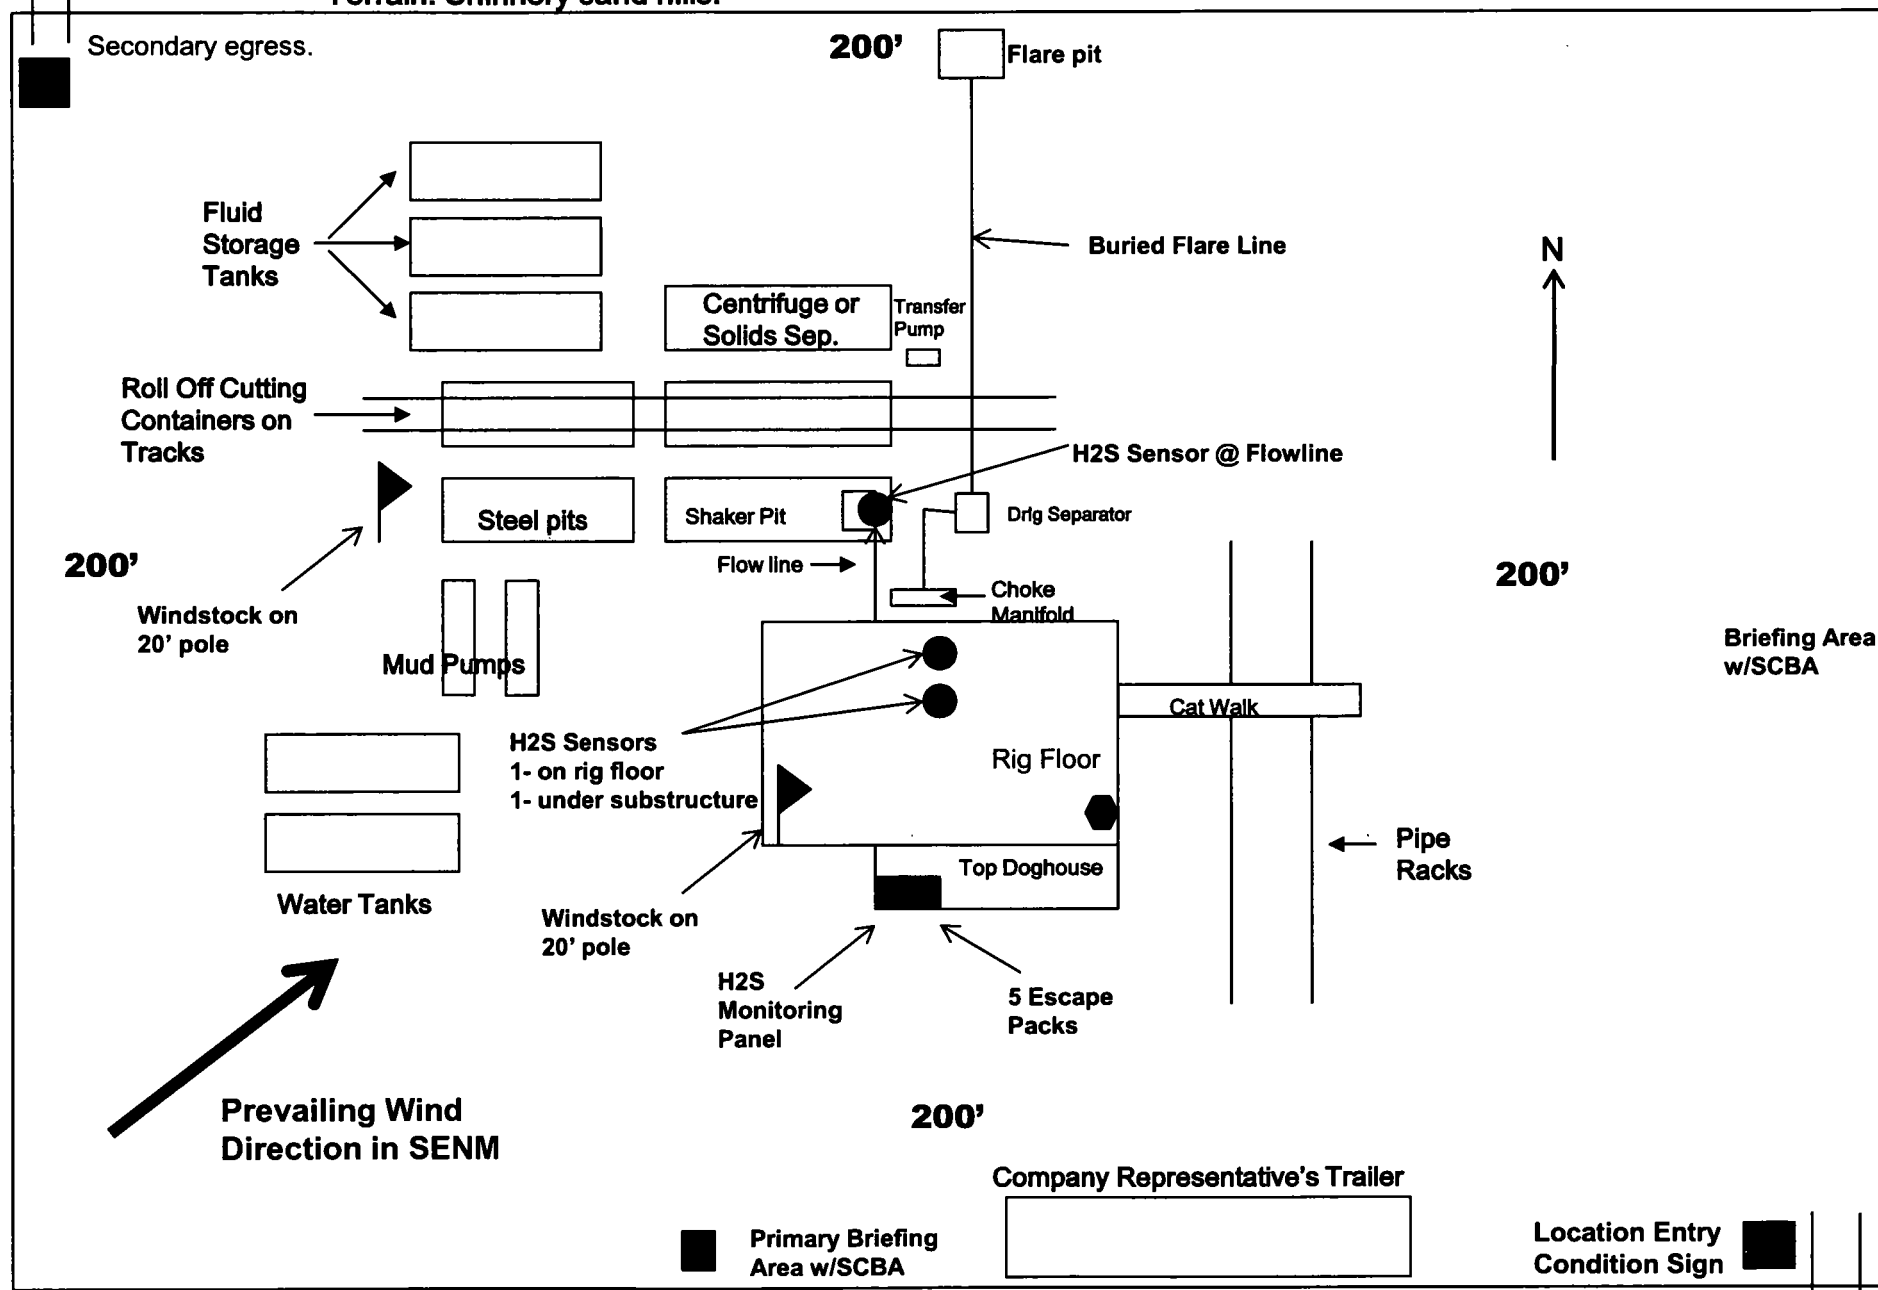 Terrain: Shinnery sand hills.
Secondary egress.
200’
Flare pit
Fluid
Storage
Tanks
Buried Flare Line
N
Centrifuge or
Solids Sep.
Transfer
Pump
Roll Off Cutting
Containers on
Tracks
H2S Sensor @ Flowline
Steel pits
Shaker Pit
Drlg Separator
200’
Flow line
200’
Choke
Manifold
Windstock on
20’ pole
Mud Pumps
Briefing Area
w/SCBA
Cat Walk
H2S Sensors
1- on rig floor
1- under substructure
Rig Floor
Pipe
Racks
Top Doghouse
Water Tanks
Windstock on
20’ pole
H2S
Monitoring
Panel
5 Escape
Packs
Prevailing Wind
Direction in SENM
200’
Company Representative’s Trailer
Primary Briefing
Area w/SCBA
Location Entry
Condition Sign